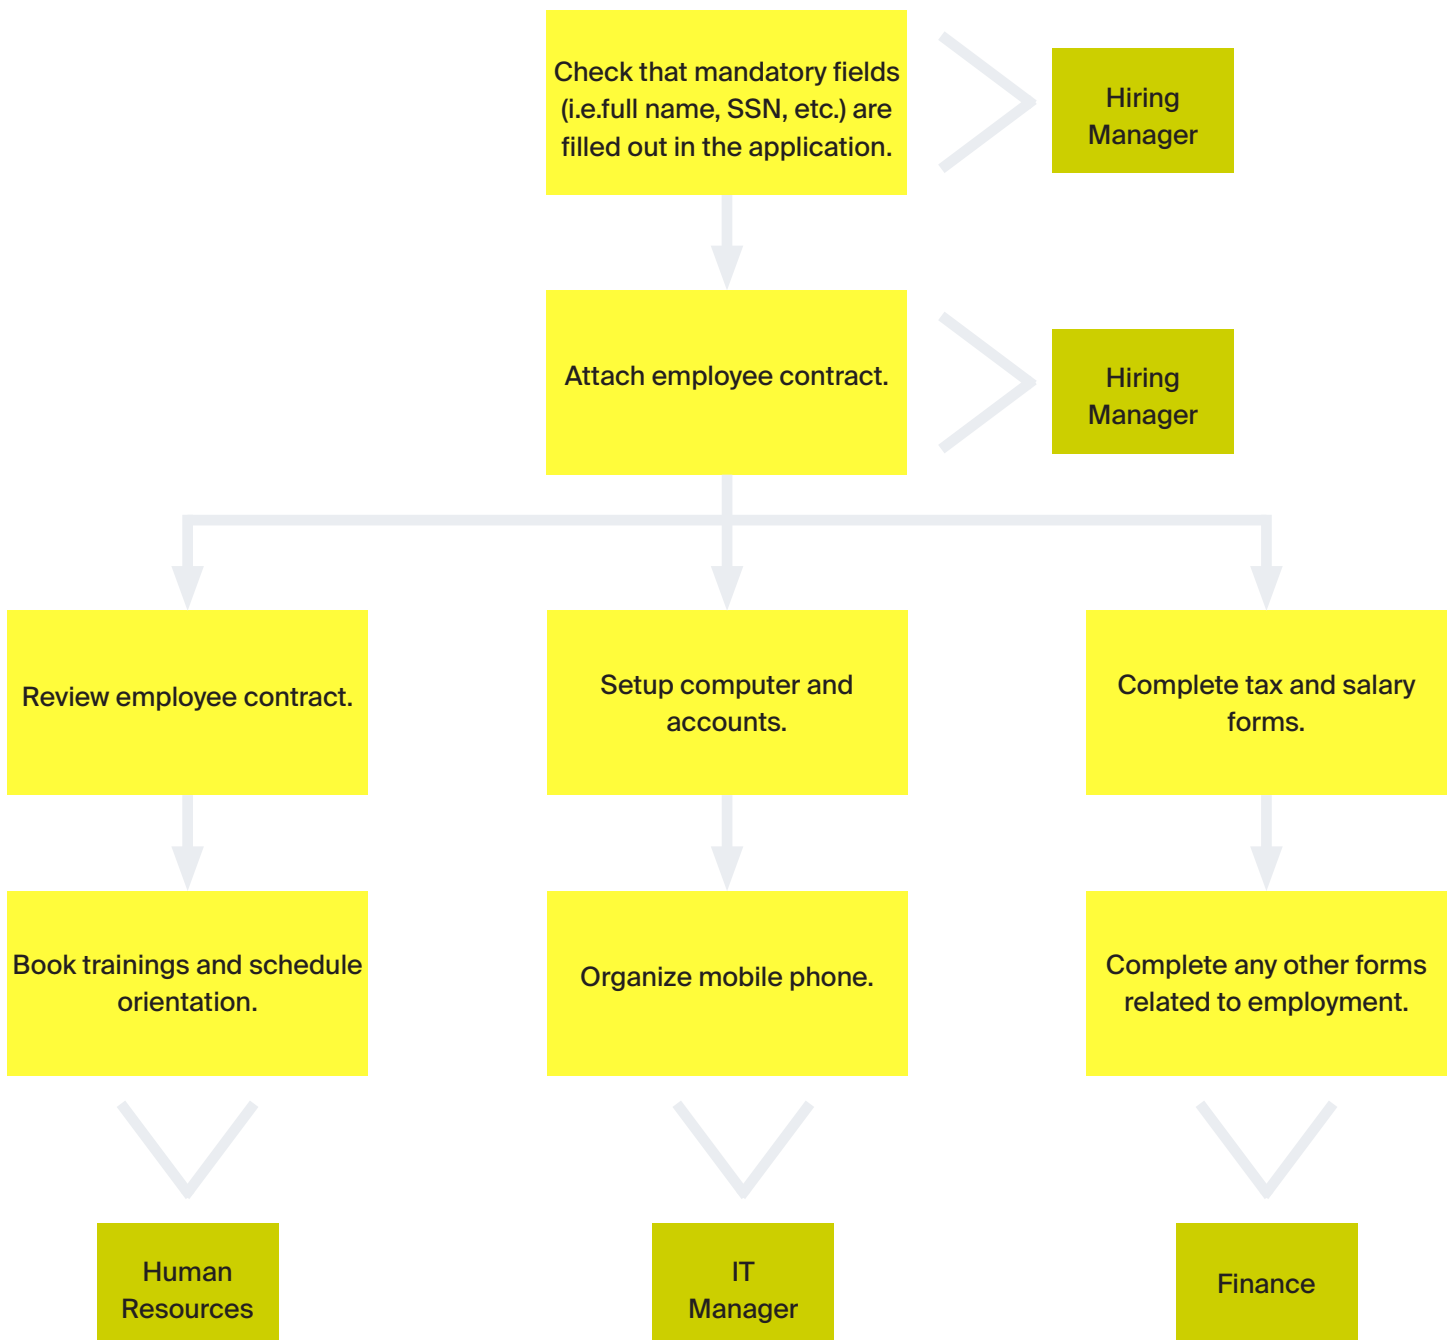 Check that mandatory fields
(i.e.full name, SSN, etc.) are
filled out in the application.
Hiring
Manager
Attach employee contract.
Hiring
Manager
Review employee contract.
Setup computer and
accounts.
Complete tax and salary
forms.
Book trainings and schedule
orientation.
Organize mobile phone.
Complete any other forms
related to employment.
Human
Resources
IT
Manager
Finance